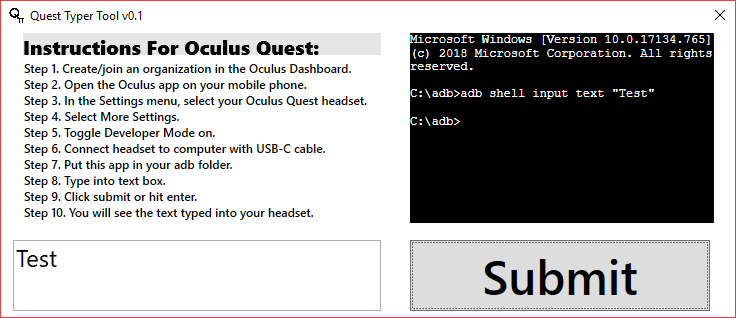 Quest Typer Tool v0.1
Instructions For Oculus Quest:
Step 1. Create/join an organization in the Oculus Dashboard.
Step 2. Open the Oculus app on your mobile phone.
Step 3. In the Settings menu, select your Oculus Quest headset.
Step 4. Select More Settings.
Step 5. Toggle Developer Mode on.
Step 6. Connect headset to computer with USB-C cable.
Step 7. Put this app in your adb folder.
Step 8. Type into text box.
Step 9. Click submit or hit enter.
Step 10. You will see the text typed into your headset.
Microsoft Windows [Version 10.0.17134.765]
(c) 2018 Microsoft Corporation. All rights
reserved.
C:\adb>adb shell input text "Test"
C:\adb>
Test
Submit